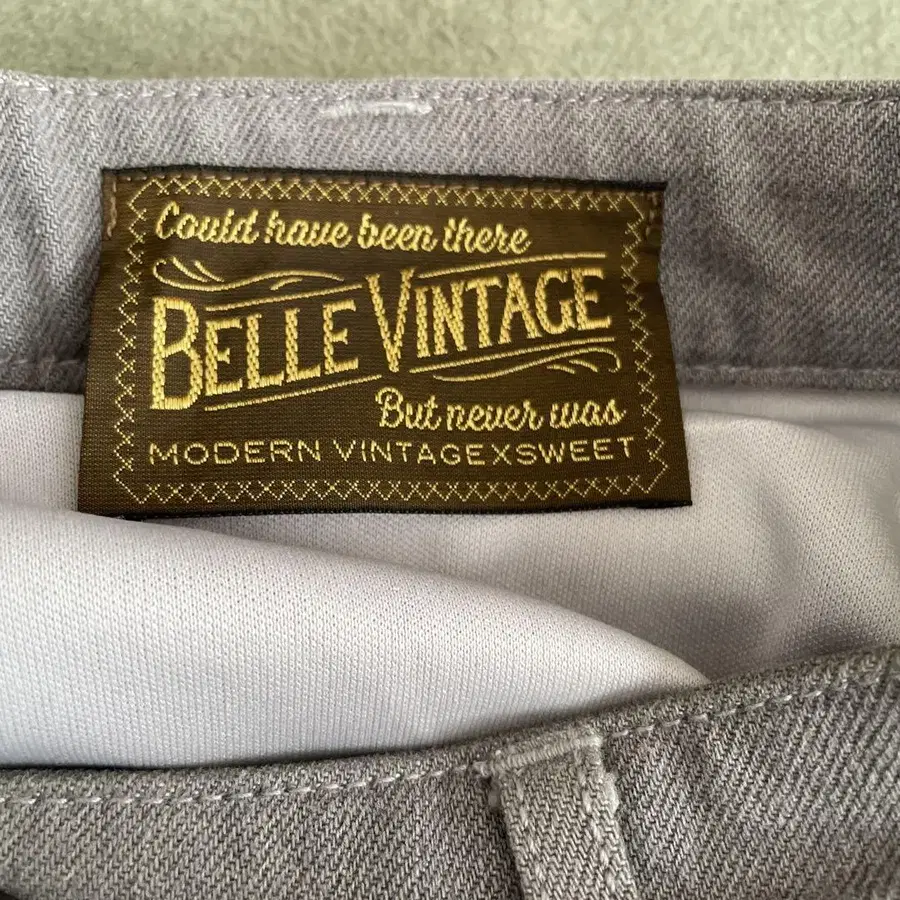 Could have been there
BELLE VINTAGE
But never was
MODERN VINTAGEXSWEET